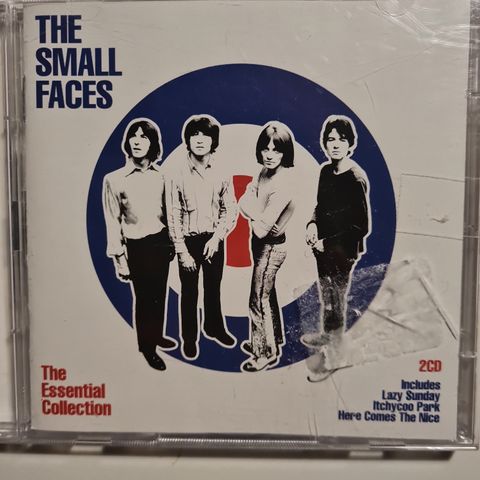 THE
SMALL
FACES
The
Essential
Collection
2CD
Includes
Lazy Sunday
Itchycoo Park
Here Comes The Nice